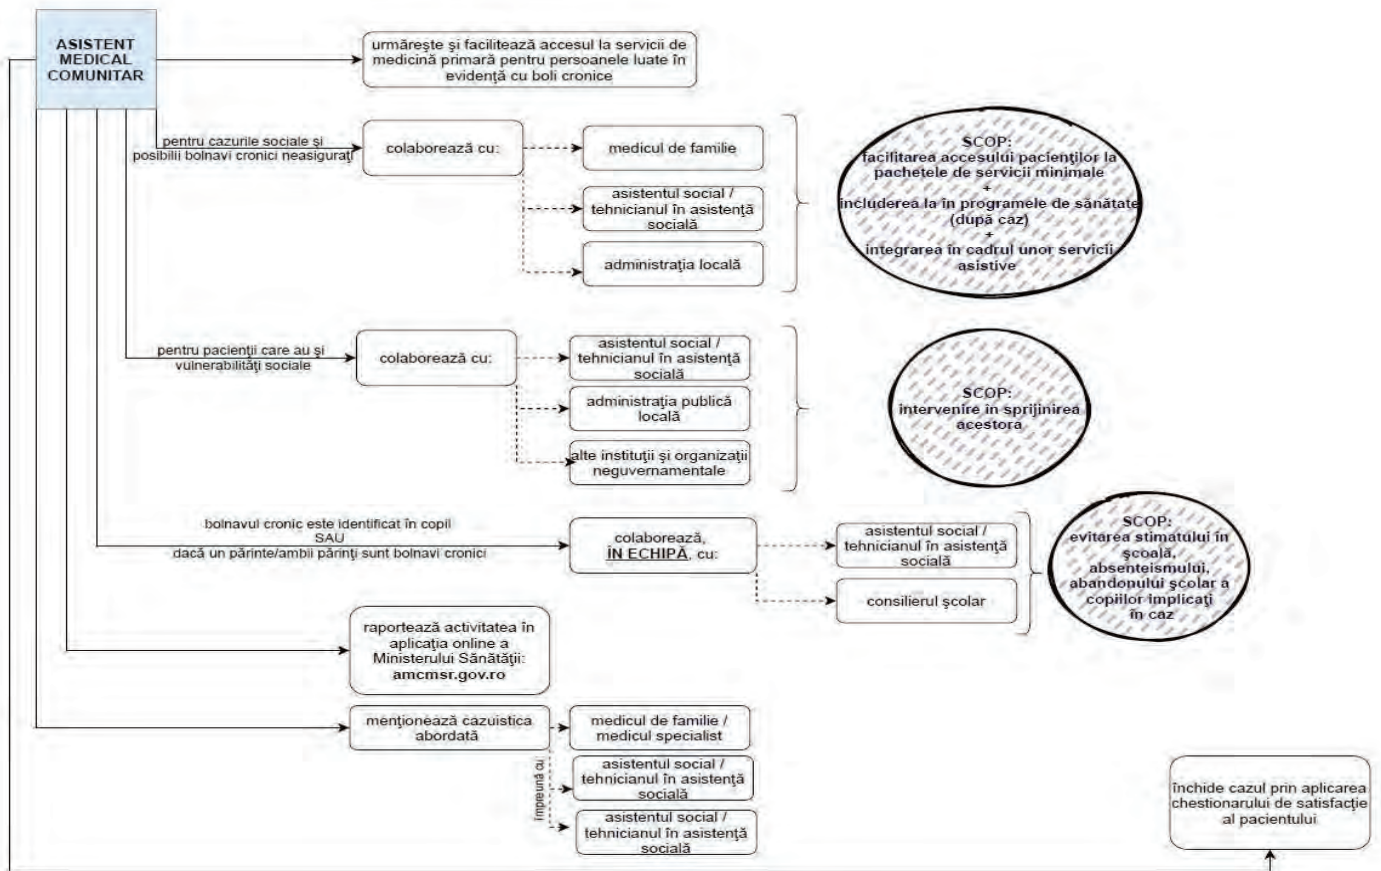 ASISTENT
MEDICAL
COMUNITAR
urmărește și facilitează accesul la servicii de
medicină primară pentru persoanele luate în
evidență cu boli cronice
pentru cazurile sociale și
posibilii bolnavi cronici neasigurați
colaborează cu:
medicul de familie
asistentul social /
tehnicianul în asistență
socială
administrația locală
SCOP:
facilitarea accesului pacienților la
pachetele de servicii minimale
+
includerea la în programele de sănătate
(după caz)
+
integrarea în cadrul unor servicii
asistive
pentru pacienții care au și
vulnerabilități sociale
colaborează cu:
asistentul social /
tehnicianul în asistență
socială
administrația publică
locală
alte instituții și organizații
neguvernamentale
SCOP:
intervenire în sprijinirea
acestora
bolnavul cronic este identificat în copil
SAU
dacă un părinte/ambii părinți sunt bolnavi cronici
colaborează,
ÎN ECHIPĂ, cu:
asistentul social /
tehnicianul în asistență
socială
consilierul școlar
SCOP:
evitarea stimatului în
școală,
absenteismului,
abandonului școlar a
copiilor implicați
în caz
raportează activitatea în
aplicația online a
Ministerului Sănătății:
amcmsr.gov.ro
menționează cazuistica
abordată
împreună cu
medicul de familie /
medicul specialist
asistentul social /
tehnicianul în asistență
socială
asistentul social /
tehnicianul în asistență
socială
închide cazul prin aplicarea
chestionarului de satisfacție
al pacientului